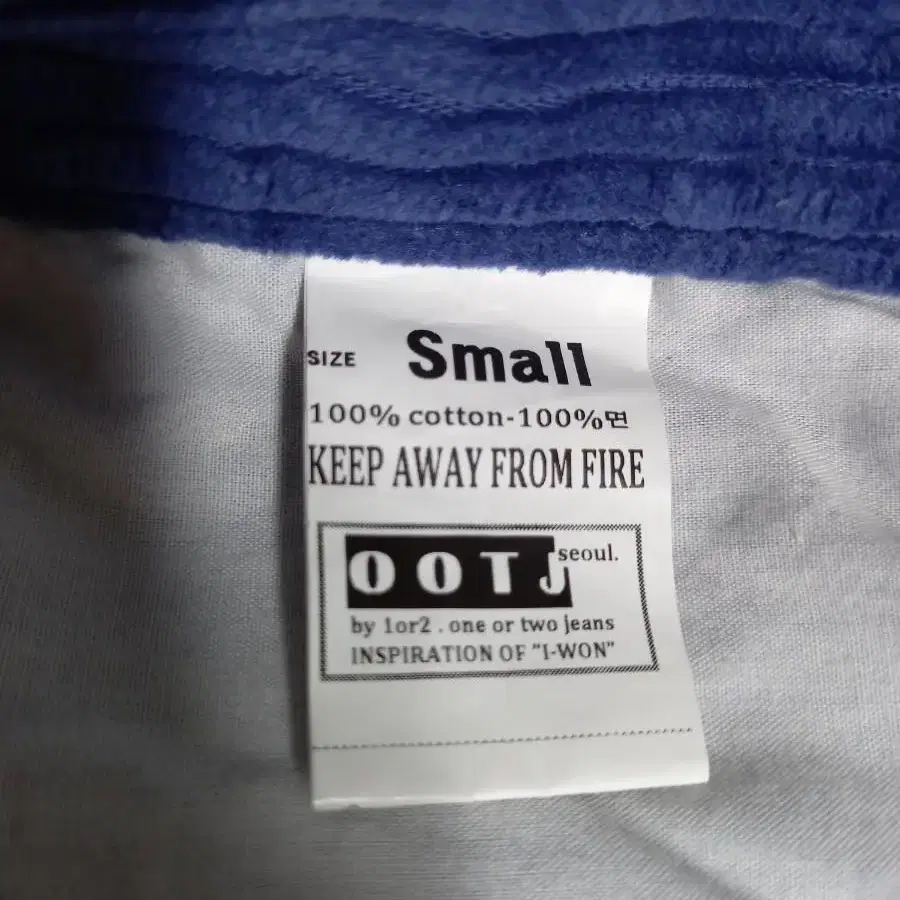 SIZE Small
100% cotton-100%면
KEEP AWAY FROM FIRE
OOTJ seoul.
by 1or2 . one or two jeans
INSPIRATION OF "I-WON"